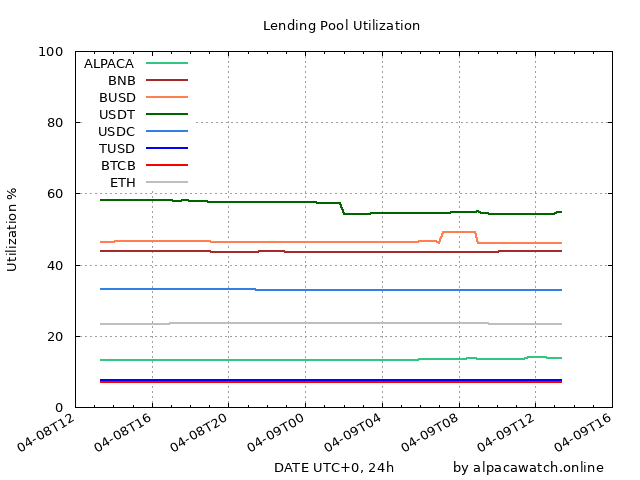 Lending Pool Utilization
100
80
60
40
20
0
Utilization %
ALPACA
BNB
BUSD
USDT
USDC
TUSD
BTCB
ETH
04-08T12
04-08T16
04-08T20
04-09T00
04-09T04
04-09T08
04-09T12
04-09T16
DATE UTC+0, 24h
by alpacawatch.online